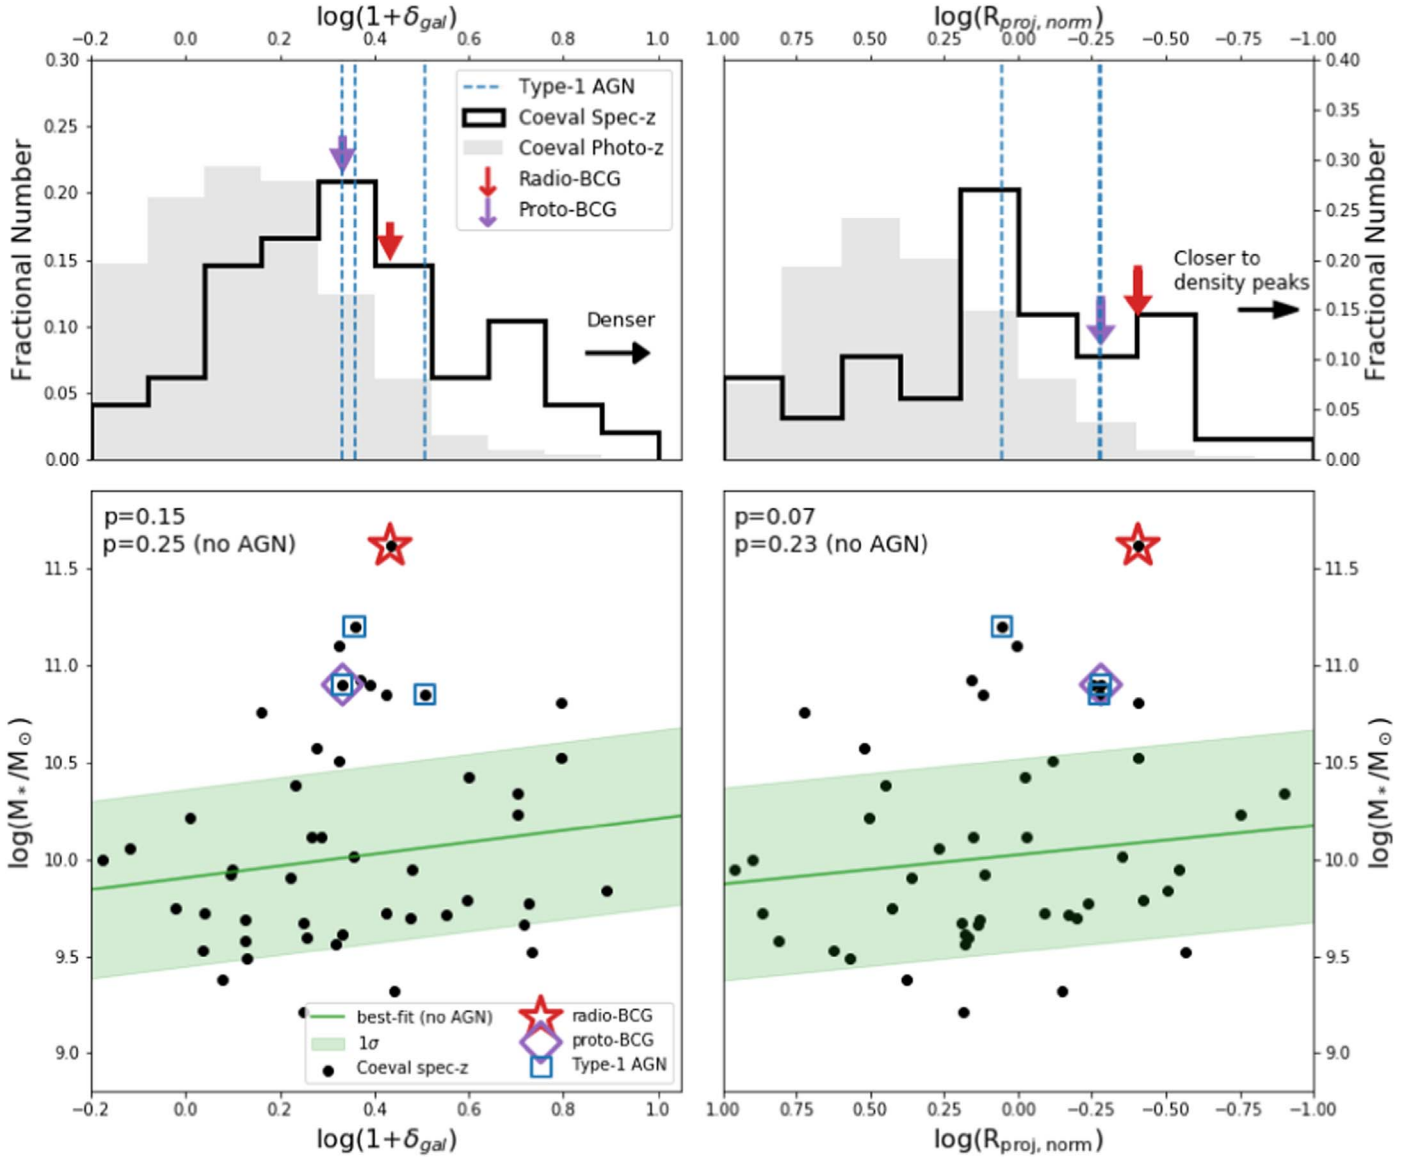 log(1+δgal)
−0.2 0.0 0.2 0.4 0.6 0.8 1.0
0.30
0.25
0.20
0.15
0.10
0.05
0.00
Fractional Number
Type-1 AGN
Coeval Spec-z
Coeval Photo-z
Radio-BCG
Proto-BCG
Denser
log(Rproj, norm)
1.00 0.75 0.50 0.25 0.00 −0.25 −0.50 −0.75 −1.00
Closer to
density peaks
0.40
0.35
0.30
0.25
0.20
0.15
0.10
0.05
0.00
Fractional Number
p=0.15
p=0.25 (no AGN)
11.5
11.0
10.5
10.0
9.5
9.0
log(M*/M⊙)
best-fit (no AGN)
1σ
Coeval spec-z
radio-BCG
proto-BCG
Type-1 AGN
−0.2 0.0 0.2 0.4 0.6 0.8 1.0
log(1+δgal)
p=0.07
p=0.23 (no AGN)
11.5
11.0
10.5
10.0
9.5
9.0
log(M*/M⊙)
1.00 0.75 0.50 0.25 0.00 −0.25 −0.50 −0.75 −1.00
log(Rproj, norm)